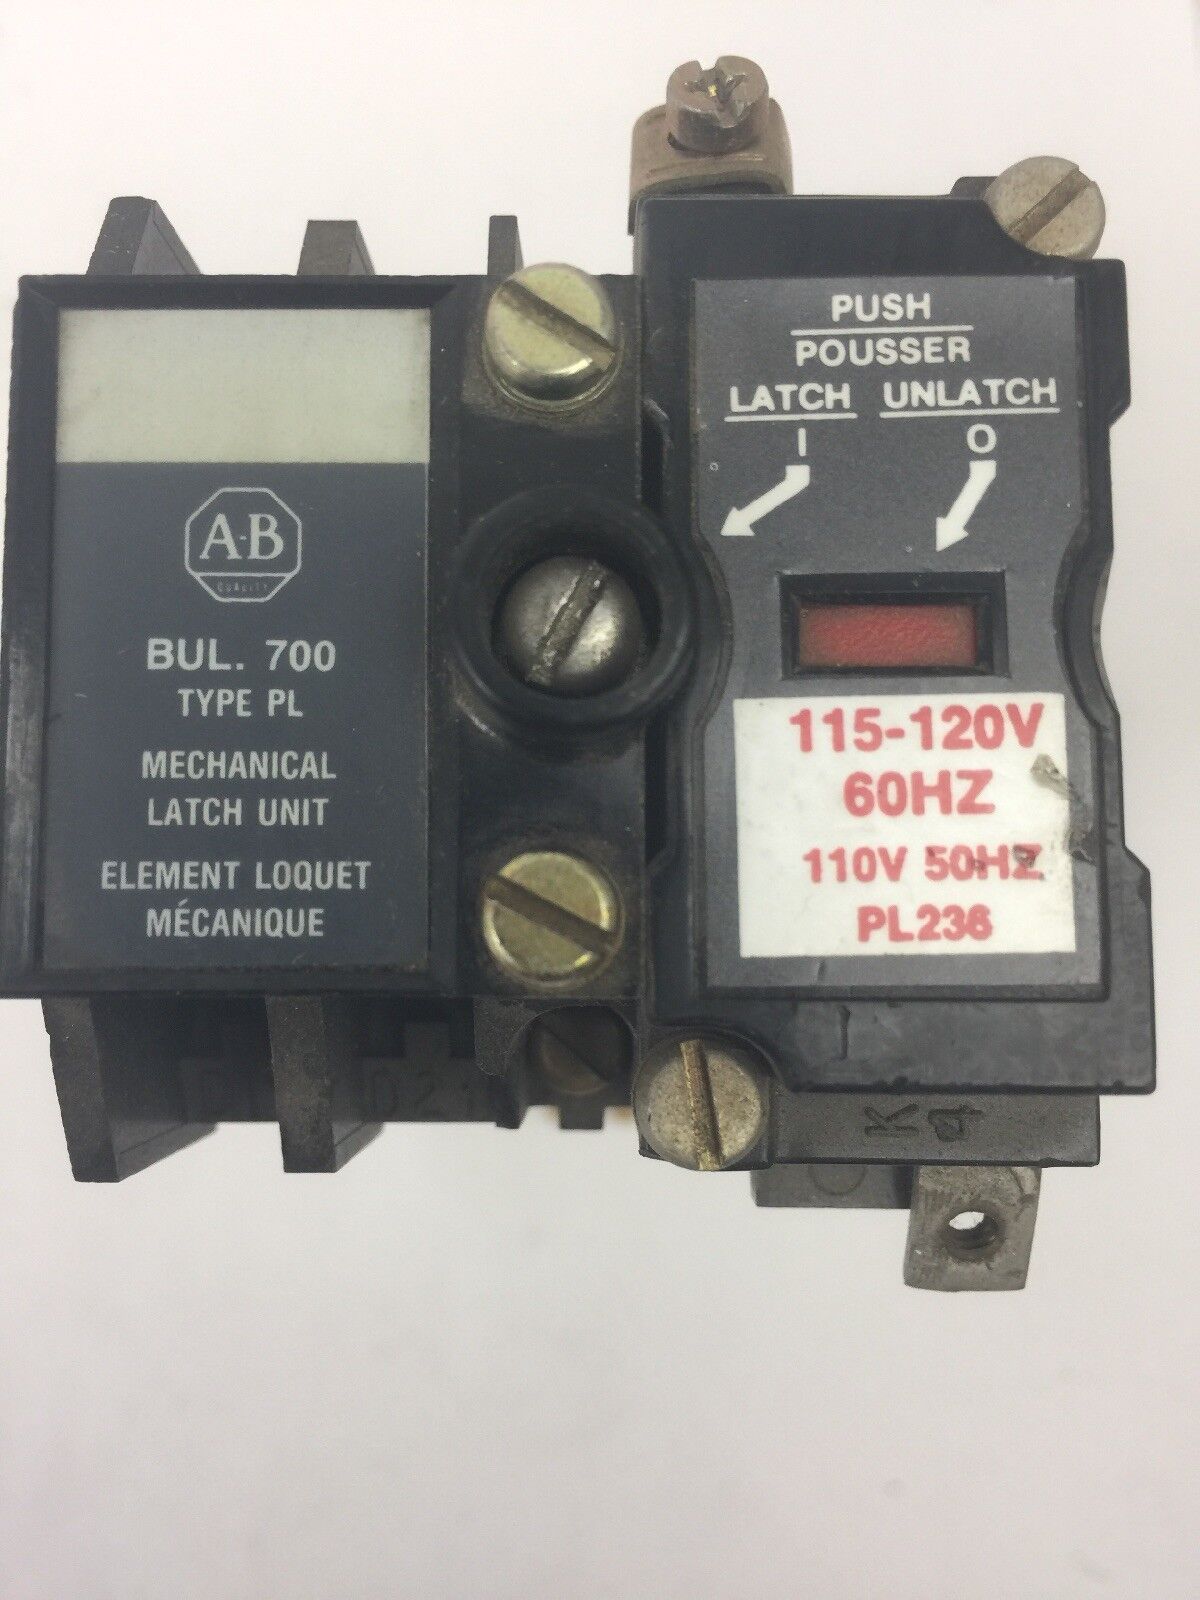 A-B
QUALITY
BUL. 700
TYPE PL
MECHANICAL
LATCH UNIT
ELEMENT LOQUET
MÉCANIQUE
PUSH
POUSSER
LATCH UNLATCH
I O
115-120V
60HZ
110V 50HZ
PL236
K
4